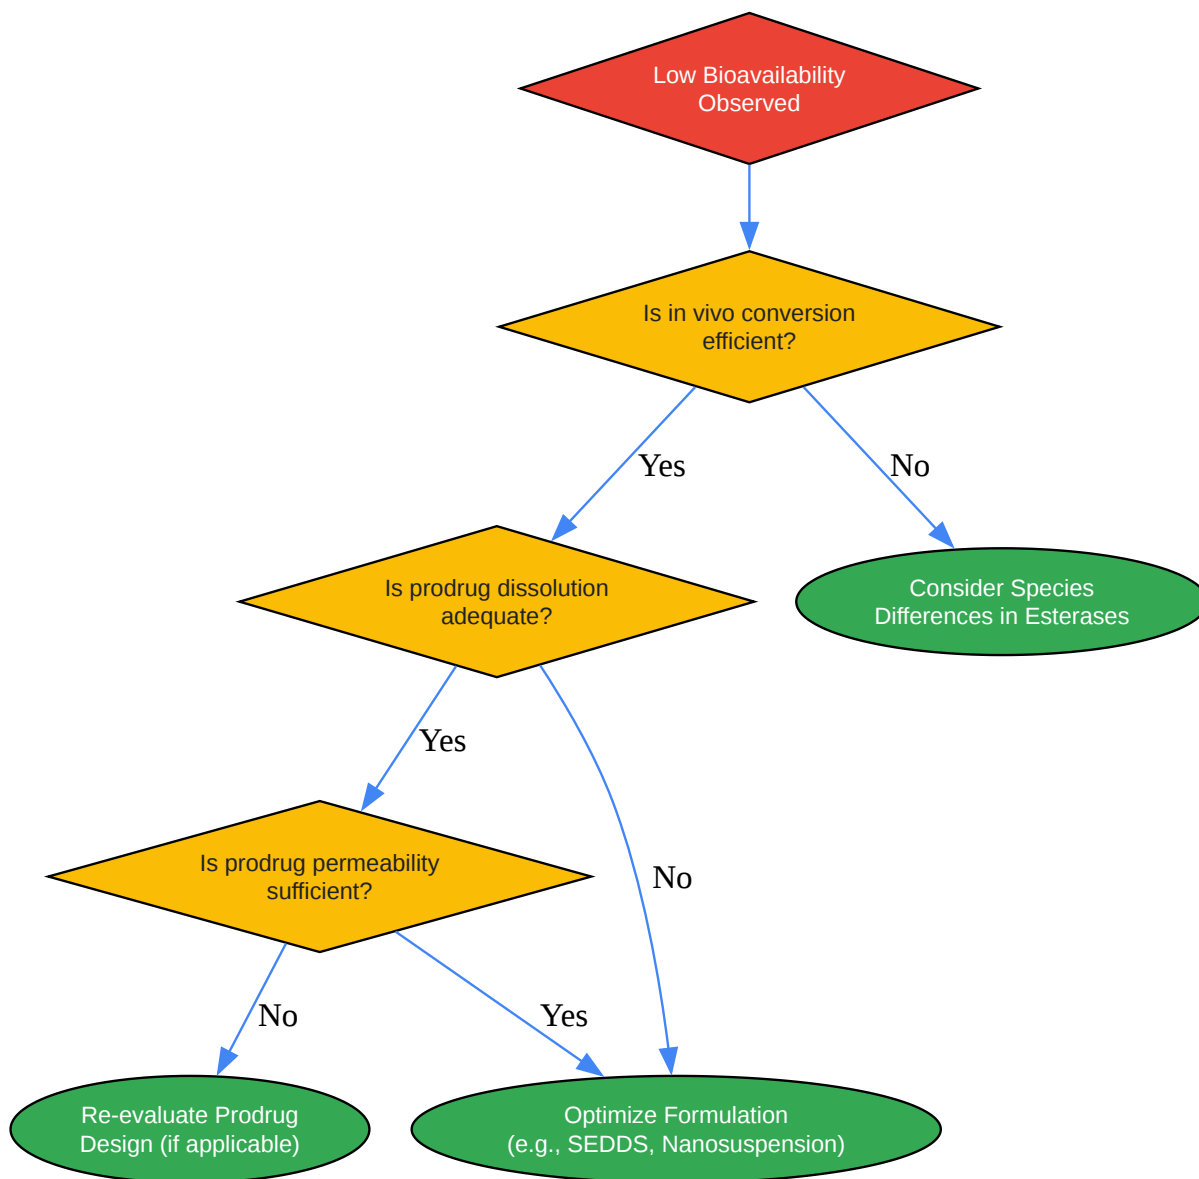 Low Bioavailability
Observed
Is in vivo conversion
efficient?
Yes
No
Is prodrug dissolution
adequate?
Consider Species
Differences in Esterases
Yes
Is prodrug permeability
sufficient?
No
No
Yes
Re-evaluate Prodrug
Design (if applicable)
Optimize Formulation
(e.g., SEDDS, Nanosuspension)